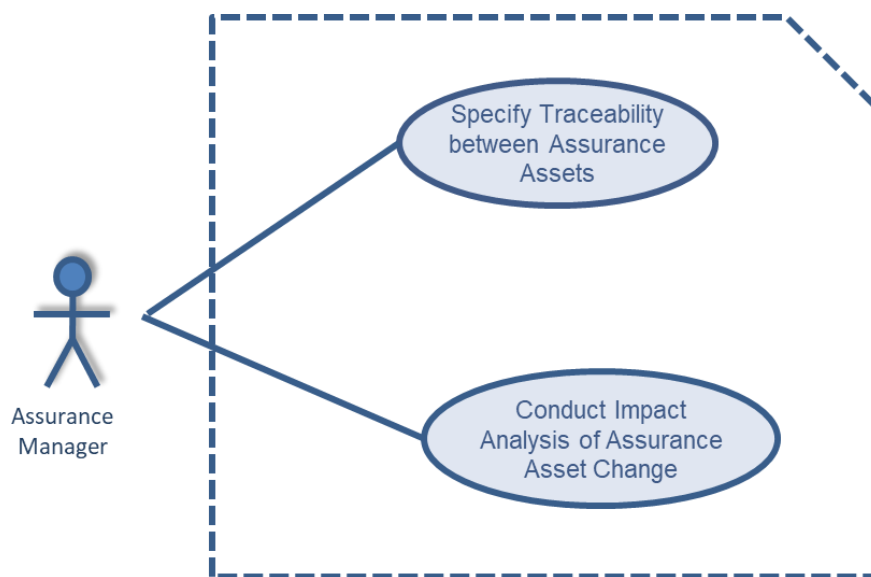 Specify Traceability
between Assurance
Assets
Assurance
Manager
Conduct Impact
Analysis of Assurance
Asset Change